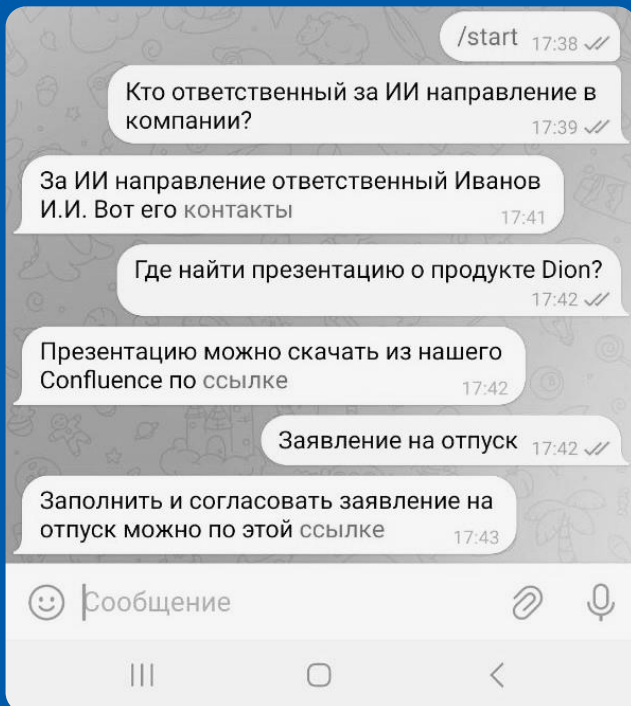 /start 17:38
Кто ответственный за ИИ направление в
компании? 17:39
За ИИ направление ответственный Иванов
И.И. Вот его контакты 17:41
Где найти презентацию о продукте Dion?
17:42
Презентацию можно скачать из нашего
Confluence по ссылке 17:42
Заявление на отпуск 17:42
Заполнить и согласовать заявление на
отпуск можно по этой ссылке 17:43
Сообщение